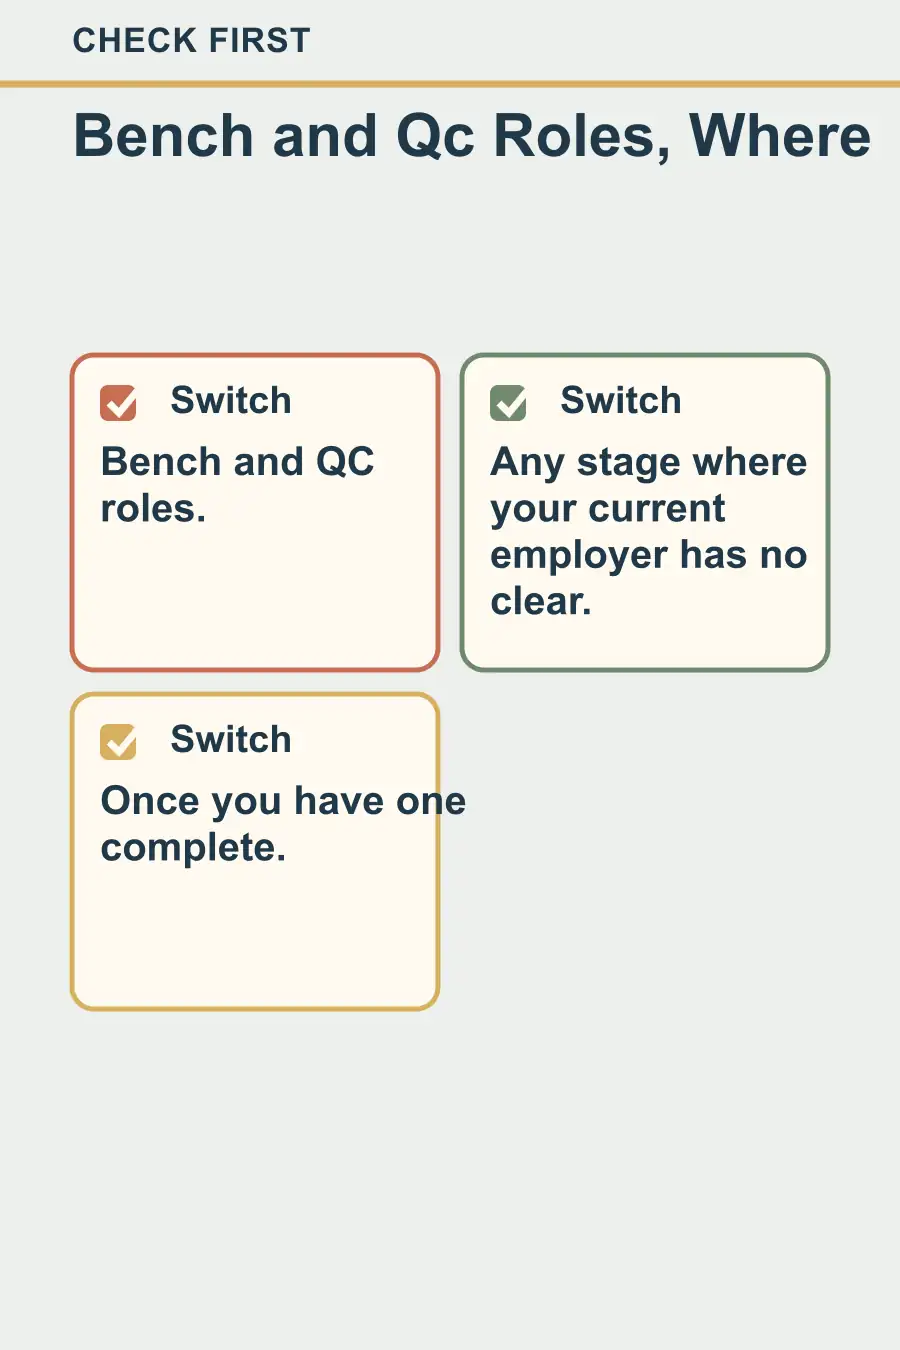 CHECK FIRST
Bench and Qc Roles, Where
Switch
Bench and QC
roles.
Switch
Any stage where
your current
employer has no
clear.
Switch
Once you have one
complete.